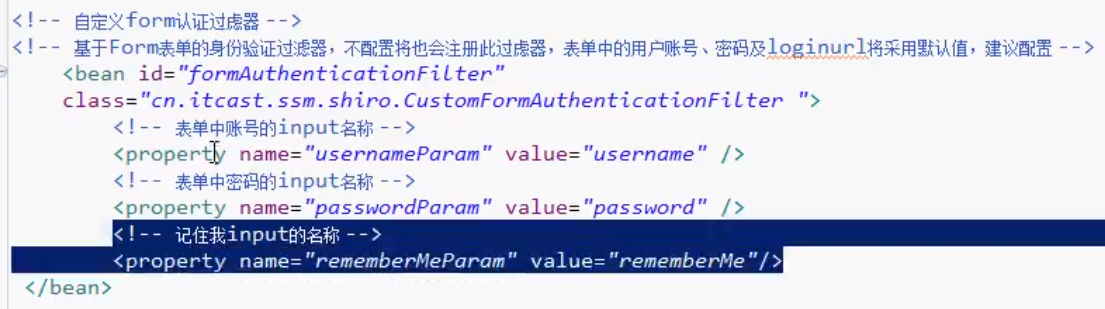 <!-- 自定义form认证过虑器 -->
<!-- 基于Form表单的身份验证过滤器，不配置将也会注册此过虑器，表单中的用户账号、密码及loginurl将采用默认值，建议配置 -->
<bean id="formAuthenticationFilter"
class="cn.itcast.ssm.shiro.CustomFormAuthenticationFilter ">
<!-- 表单中账号的input名称 -->
<property name="usernameParam" value="username" />
<!-- 表单中密码的input名称 -->
<property name="passwordParam" value="password" />
<!-- 记住我input的名称 -->
<property name="rememberMeParam" value="rememberMe"/>
</bean>